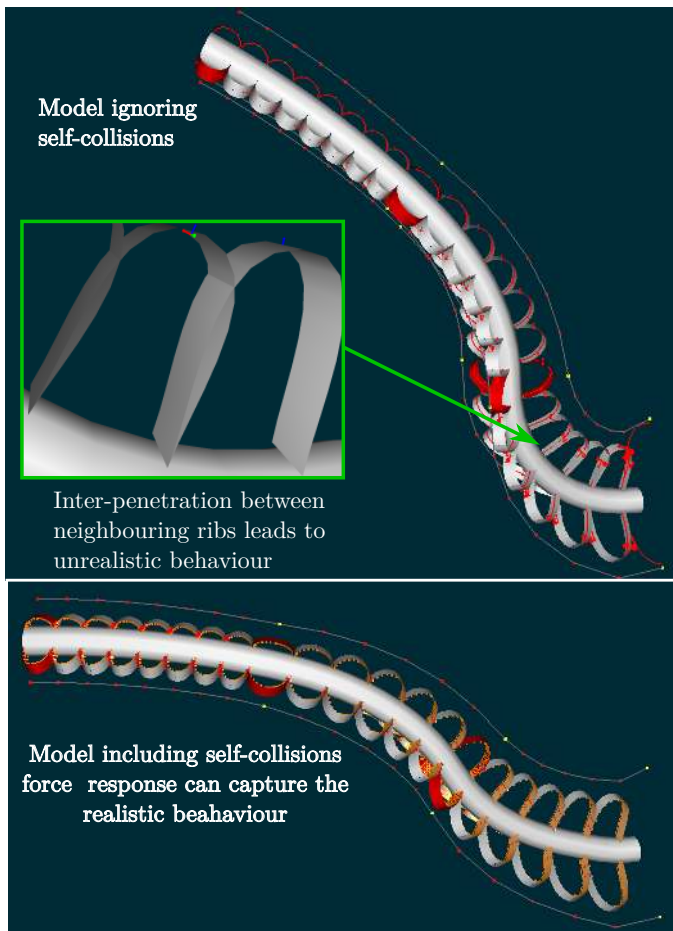 Model ignoring
self-collisions
Inter-penetration between
neighbouring ribs leads to
unrealistic behaviour
Model including self-collisions
force response can capture the
realistic beahaviour